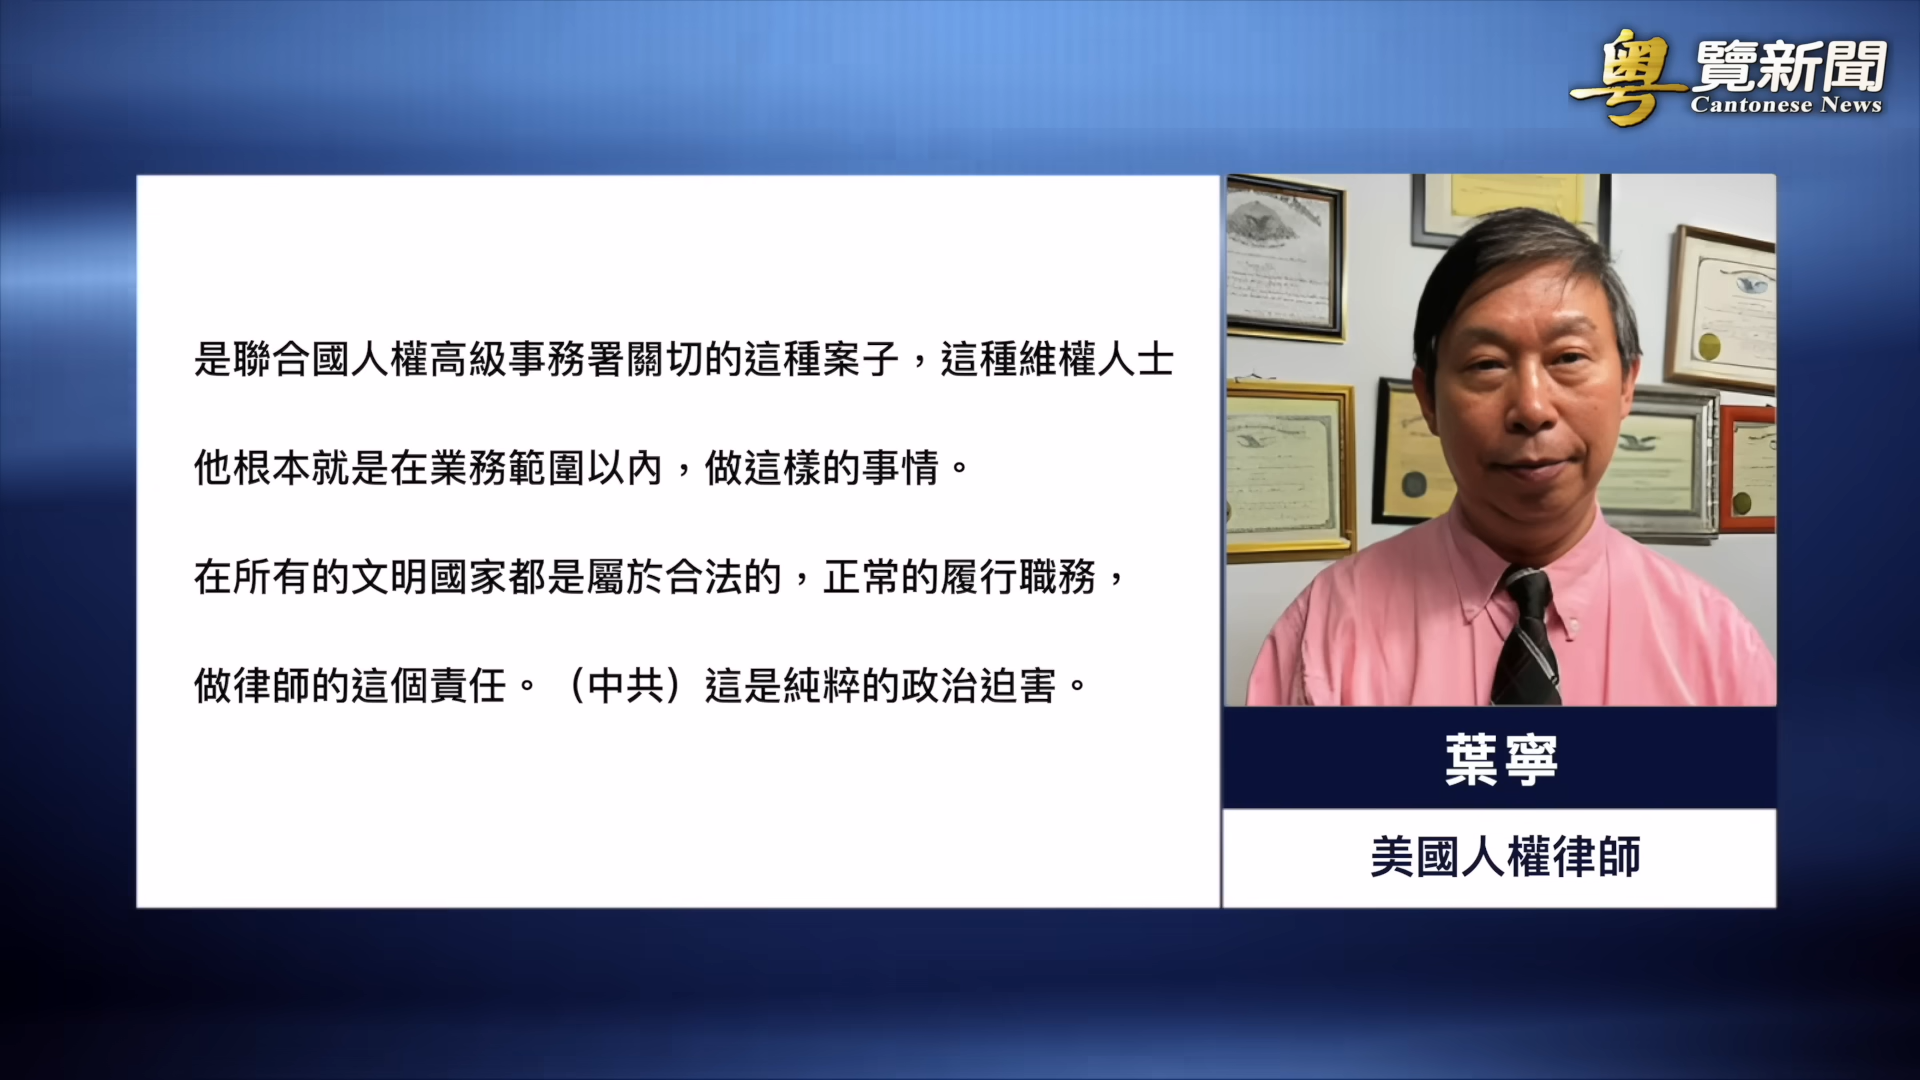 粵覽新聞
Cantonese News
是聯合國人權高級事務署關切的這種案子，這種維權人士
他根本就是在業務範圍以內，做這樣的事情。
在所有的文明國家都是屬於合法的，正常的履行職務，
做律師的這個責任。（中共）這是純粹的政治迫害。
葉寧
美國人權律師